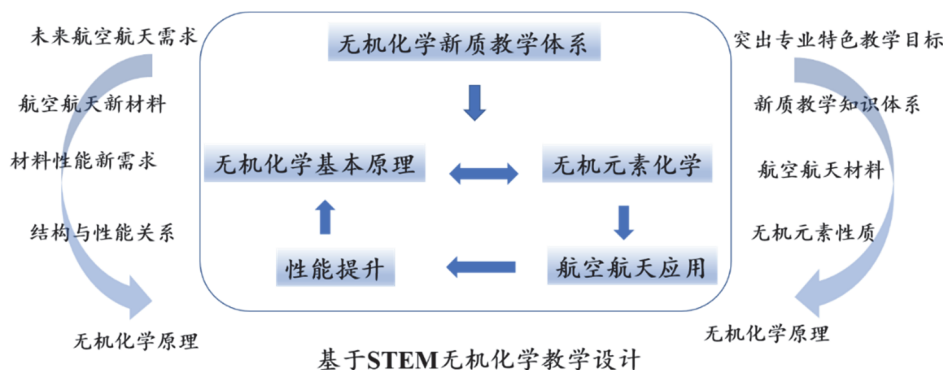 未来航空航天需求
航空航天新材料
材料性能新需求
结构与性能关系
无机化学原理
无机化学新质教学体系
无机化学基本原理
无机元素化学
性能提升
航空航天应用
突出专业特色教学目标
新质教学知识体系
航空航天材料
无机元素性质
无机化学原理
基于STEM无机化学教学设计